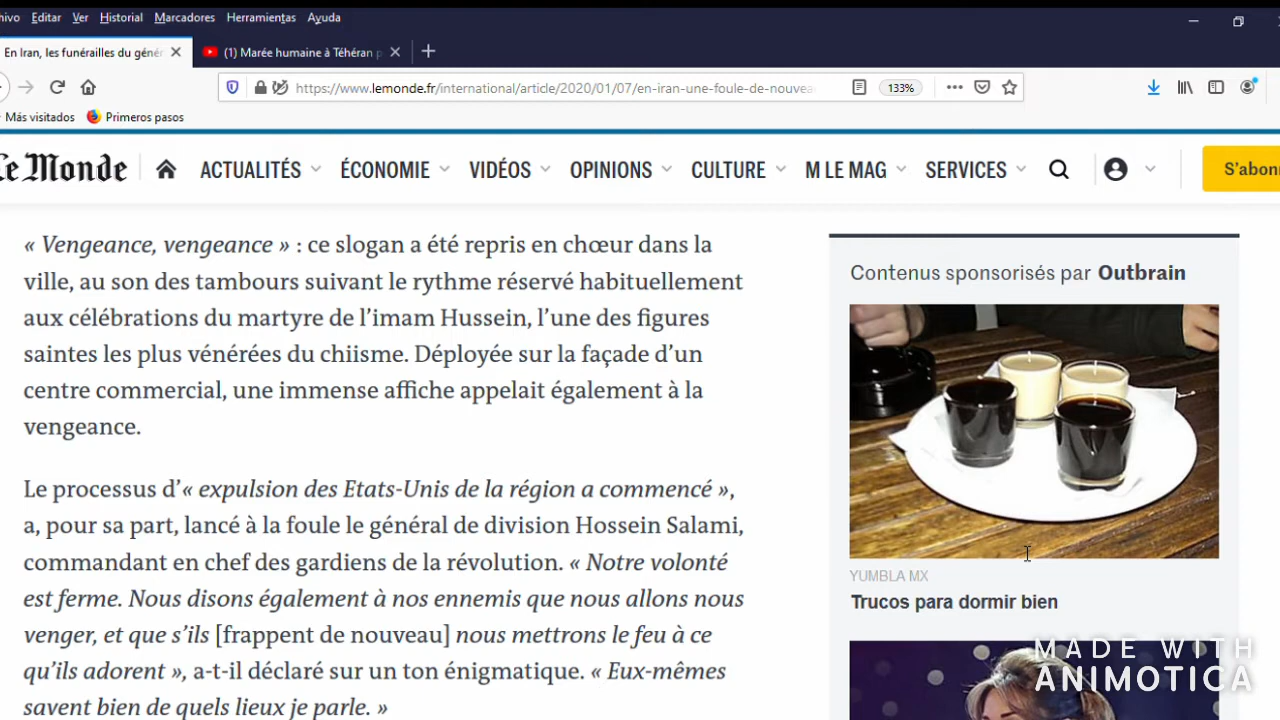 hivo Editar Ver Historial Marcadores Herramientas Ayuda
En Iran, les funérailles du génér (1) Marée humaine à Téhéran p
https://www.lemonde.fr/international/article/2020/01/07/en-iran-une-foule-de-nouvea 133%
Más visitados Primeros pasos
Le Monde ACTUALITÉS ÉCONOMIE VIDÉOS OPINIONS CULTURE M LE MAG SERVICES S'abonn
« Vengeance, vengeance » : ce slogan a été repris en chœur dans la
ville, au son des tambours suivant le rythme réservé habituellement
aux célébrations du martyre de l’imam Hussein, l’une des figures
saintes les plus vénérées du chiisme. Déployée sur la façade d’un
centre commercial, une immense affiche appelait également à la
vengeance.
Le processus d’« expulsion des Etats-Unis de la région a commencé »,
a, pour sa part, lancé à la foule le général de division Hossein Salami,
commandant en chef des gardiens de la révolution. « Notre volonté
est ferme. Nous disons également à nos ennemis que nous allons nous
venger, et que s’ils [frappent de nouveau] nous mettrons le feu à ce
qu’ils adorent », a-t-il déclaré sur un ton énigmatique. « Eux-mêmes
savent bien de quels lieux je parle. »
Contenus sponsorisés par Outbrain
YUMBLA MX
Trucos para dormir bien
MADE WITH
ANIMOTICA